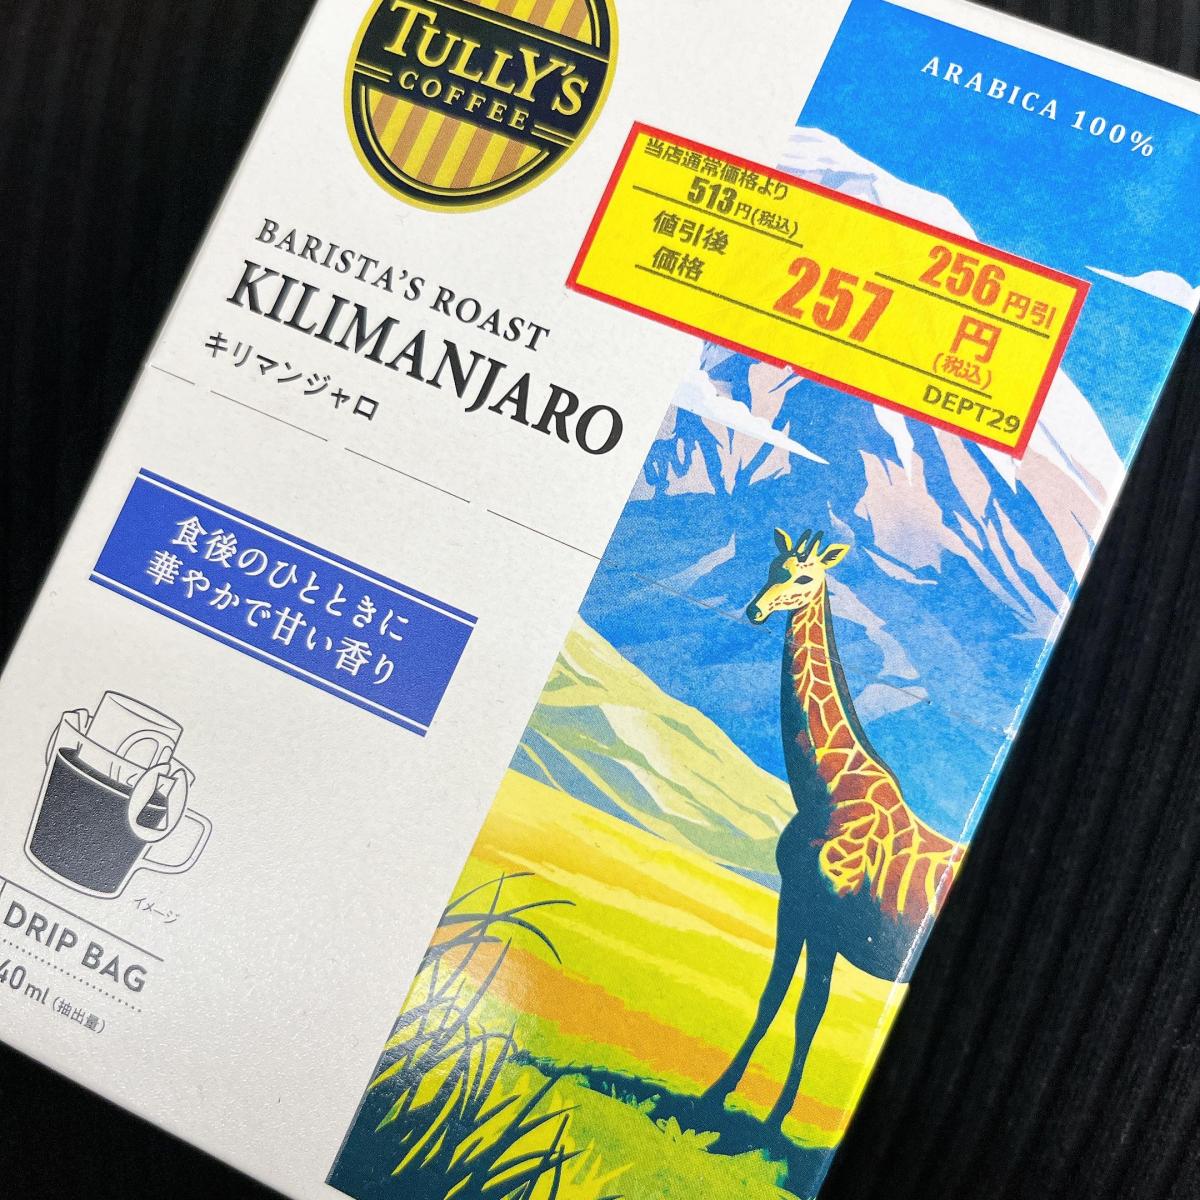 TULLY'S
COFFEE
ARABICA 100%
当店通常価格より
513円(税込)
256円引
値引後
価格
257円
(税込)
DEPT29
BARISTA'S ROAST
KILIMANJARO
キリマンジャロ
食後のひとときに
華やかで甘い香り
イメージ
DRIP BAG
40ml (抽出量)